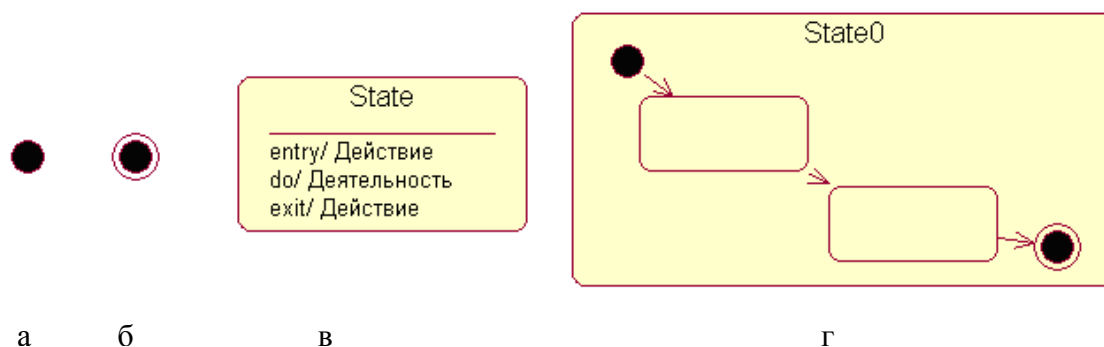 State0
State
entry/ Действие
do/ Деятельность
exit/ Действие
а б в г